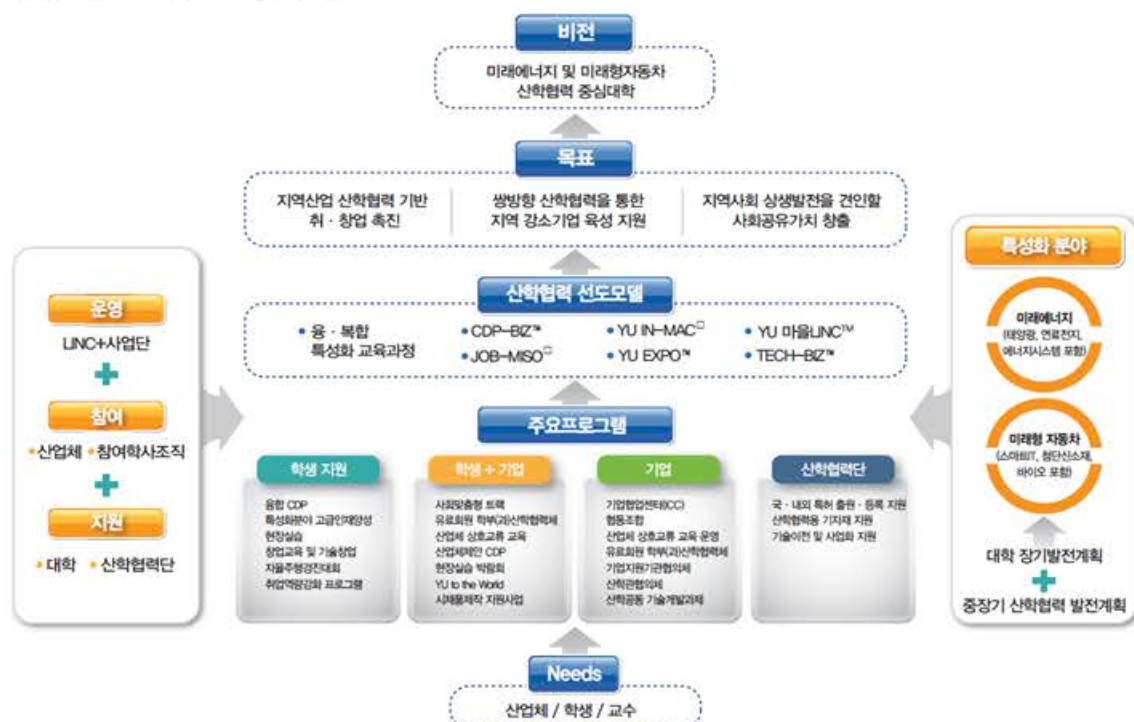 비전
미래에너지 및 미래형자동차
산학협력 중심대학
목표
지역산업 산학협력 기반
취 · 창업 촉진
쌍방향 산학협력을 통한
지역 강소기업 육성 지원
지역사회 상생발전을 견인할
사회공유가치 창출
산학협력 선도모델
• 융 · 복합
특성화 교육과정
• CDP-BIZ™
• JOB-MISO□
• YU IN-MAC□
• YU EXPO™
• YU 마을LINC™
• TECH-BIZ™
주요프로그램
학생 지원
융합 CDP
특성화분야 고급인재양성
현장실습
창업교육 및 기술창업
자율주행경진대회
취업역량강화 프로그램
학생 + 기업
사회맞춤형 트랙
유료회원 학부(과)산학협력체
산업체 상호교류 교육
산업체제안 CDP
현장실습 박람회
YU to the World
시제품제작 지원사업
기업
기업협업센터(ICC)
협동조합
산업체 상호교류 교육 운영
유료회원 학부(과)산학협력체
기업지원기관협의체
산학관협의체
산학공동 기술개발과제
산학협력단
국 · 내외 특허 출원 · 등록 지원
산학협력용 기자재 지원
기술이전 및 사업화 지원
Needs
산업체 / 학생 / 교수
운영
LINC+사업단
+
참여
• 산업체 • 참여학사조직
+
지원
• 대학 • 산학협력단
특성화 분야
미래에너지
(태양광, 연료전지,
에너지시스템 포함)
미래형 자동차
(스마트IT, 첨단신소재,
바이오 포함)
대학 장기발전계획
+
중장기 산학협력 발전계획